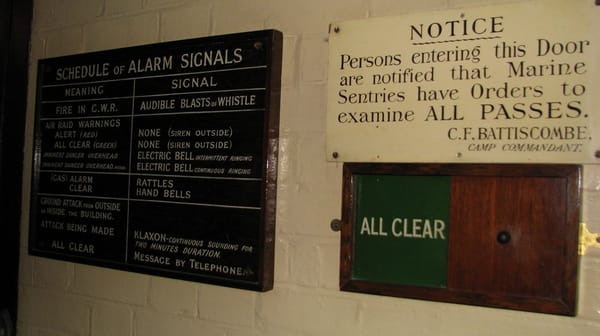 SCHEDULE OF ALARM SIGNALS
MEANING SIGNAL
FIRE IN C.W.R. AUDIBLE BLASTS OF WHISTLE
AIR RAID WARNINGS
ALERT (RED) NONE (SIREN OUTSIDE)
ALL CLEAR (GREEN) NONE (SIREN OUTSIDE)
IMMINENT DANGER OVERHEAD ELECTRIC BELL INTERMITTENT RINGING
IMMINENT DANGER OVERHEAD ELECTRIC BELL CONTINUOUS RINGING
(GAS) ALARM RATTLES
CLEAR HAND BELLS
GROUND ATTACK FROM OUTSIDE
OR INSIDE THE BUILDING.
ATTACK BEING MADE KLAXON-CONTINUOUS SOUNDING FOR
TWO MINUTES DURATION.
ALL CLEAR MESSAGE BY TELEPHONE
NOTICE
Persons entering this Door
are notified that Marine
Sentries have Orders to
examine ALL PASSES.
C.F. BATTISCOMBE.
CAMP COMMANDANT.
ALL CLEAR